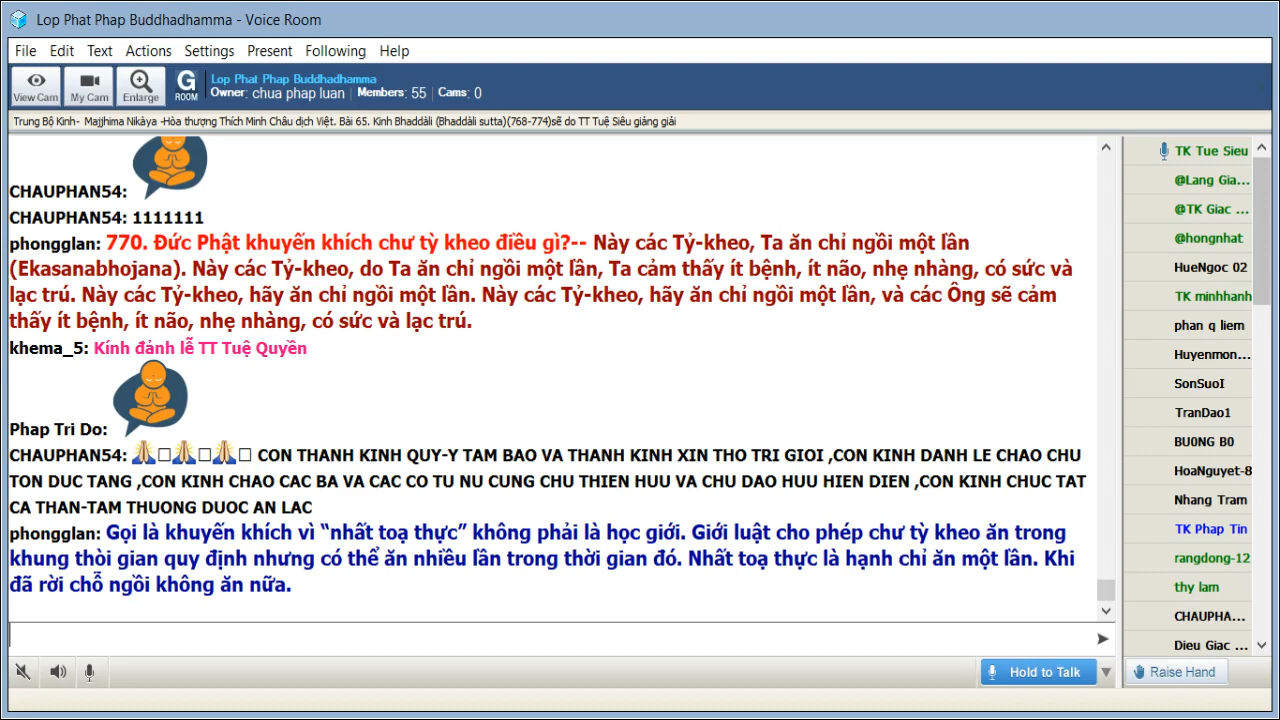 Lop Phat Phap Buddhadhamma - Voice Room
File Edit Text Actions Settings Present Following Help
View Cam My Cam Enlarge G ROOM
Lop Phat Phap Buddhadhamma
Owner: chua phap luan | Members: 55 | Cams: 0
Trung Bộ Kinh- Majjhima Nikàya -Hòa thượng Thích Minh Châu dịch Việt. Bài 65. Kinh Bhaddàli (Bhaddàli sutta)(768-774)sẽ do TT Tuệ Siêu giảng giải
CHAUPHAN54:
CHAUPHAN54: 1111111
phongglan: 770. Đức Phật khuyến khích chư tỳ kheo điều gì?-- Này các Tỷ-kheo, Ta ăn chỉ ngồi một lần
(Ekasanabhojana). Này các Tỷ-kheo, do Ta ăn chỉ ngồi một lần, Ta cảm thấy ít bệnh, ít não, nhẹ nhàng, có sức và
lạc trú. Này các Tỷ-kheo, hãy ăn chỉ ngồi một lần. Này các Tỷ-kheo, hãy ăn chỉ ngồi một lần, và các Ông sẽ cảm
thấy ít bệnh, ít não, nhẹ nhàng, có sức và lạc trú.
khema_5: Kính đảnh lễ TT Tuệ Quyền
Phap Tri Do:
CHAUPHAN54: 🙏□🙏□🙏□ CON THANH KINH QUY-Y TAM BAO VA THANH KINH XIN THO TRI GIOI ,CON KINH DANH LE CHAO CHU
TON DUC TANG ,CON KINH CHAO CAC BA VA CAC CO TU NU CUNG CHU THIEN HUU VA CHU DAO HUU HIEN DIEN ,CON KINH CHUC TAT
CA THAN-TAM THUONG DUOC AN LAC
phongglan: Gọi là khuyến khích vì “nhất toạ thực” không phải là học giới. Giới luật cho phép chư tỳ kheo ăn trong
khung thòi gian quy định nhưng có thể ăn nhiều lần trong thời gian đó. Nhất toạ thực là hạnh chỉ ăn một lần. Khi
đã rời chỗ ngồi không ăn nữa.
TK Tue Sieu
@Lang Gia...
@TK Giac ...
@hongnhat
HueNgoc 02
TK minhhanh
phan q liem
Huyenmon...
SonSuoI
TranDao1
BU0NG B0
HoaNguyet-8
Nhang Tram
TK Phap Tin
rangdong-12
thy lam
CHAUPHA...
Dieu Giac ...
Hold to Talk
Raise Hand